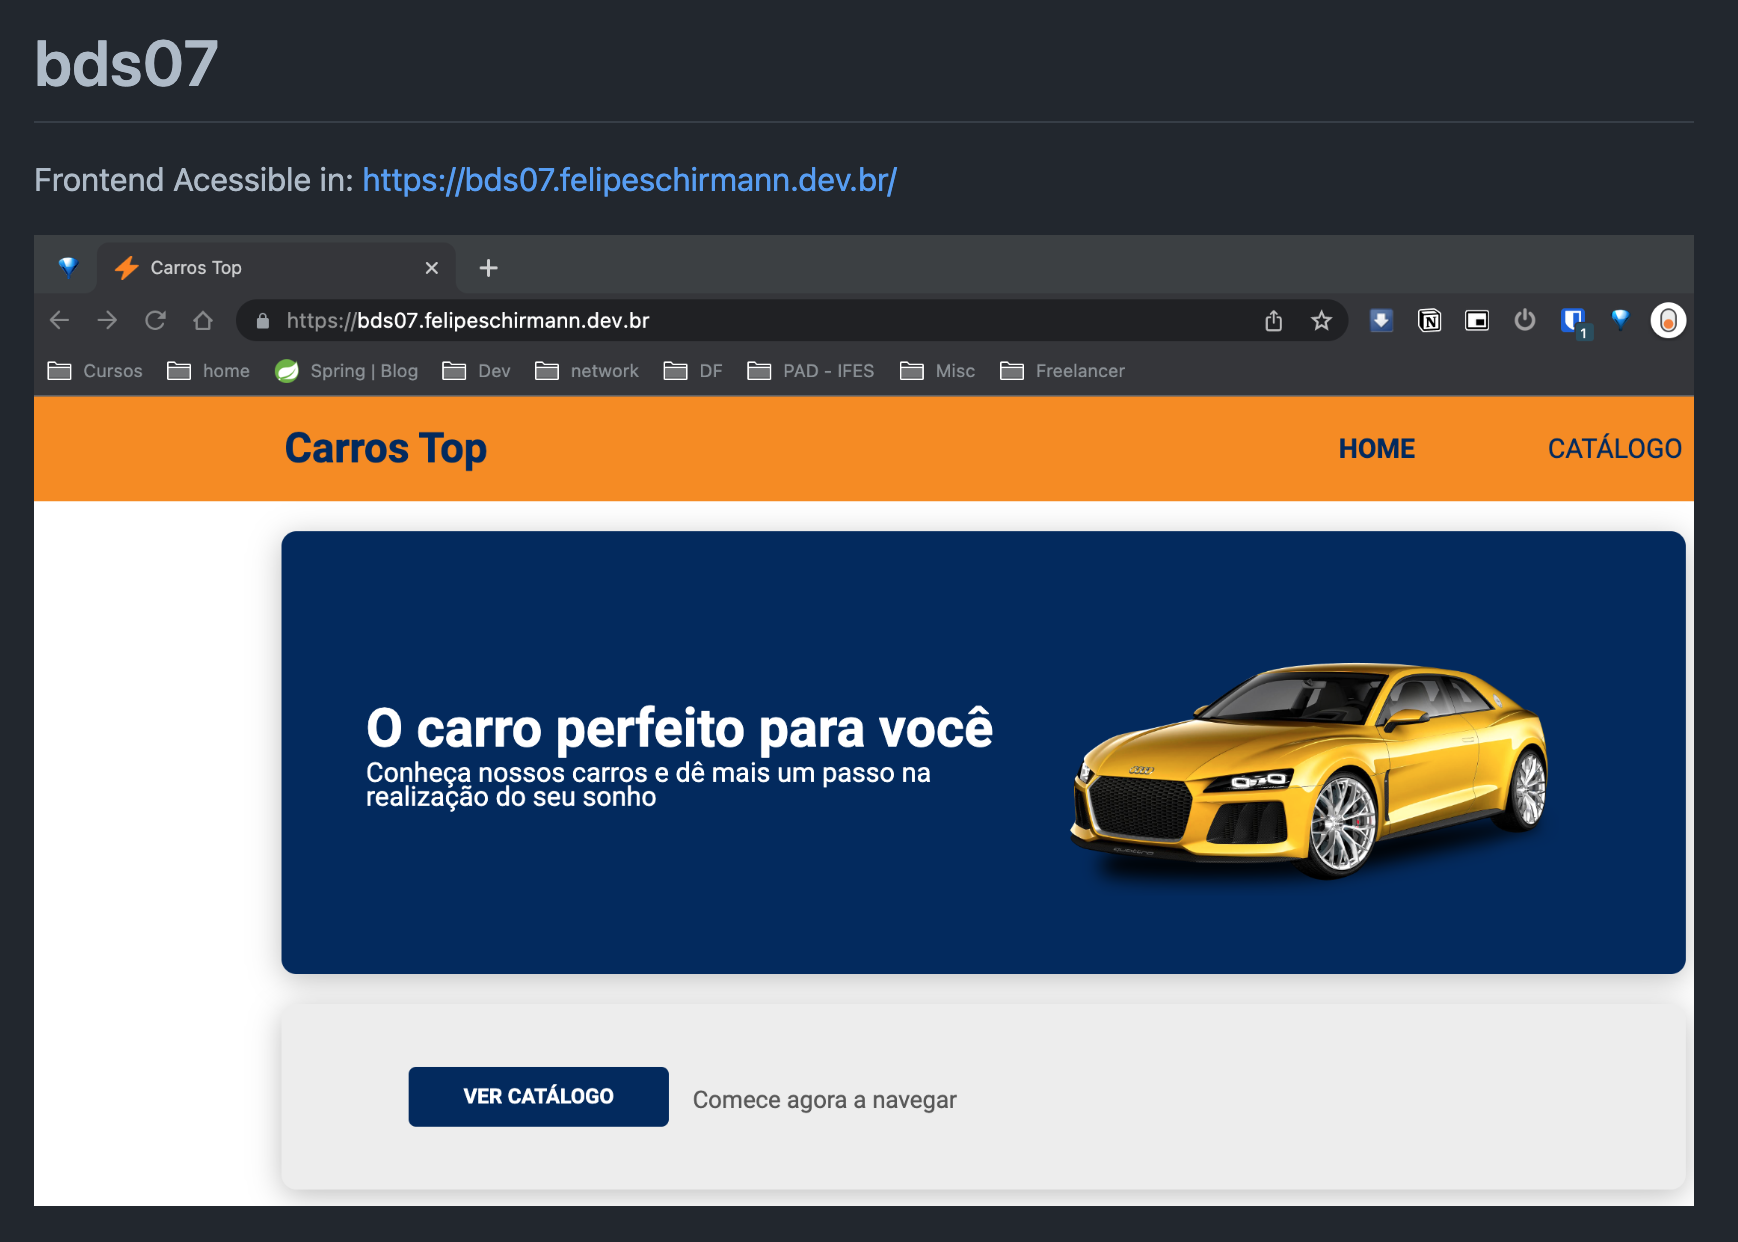 bds07
Frontend Acessible in: https://bds07.felipeschirmann.dev.br/
Carros Top
https://bds07.felipeschirmann.dev.br
1
Cursos home Spring | Blog Dev network DF PAD - IFES Misc Freelancer
Carros Top HOME CATÁLOGO
O carro perfeito para você
Conheça nossos carros e dê mais um passo na
realização do seu sonho
VER CATÁLOGO Comece agora a navegar